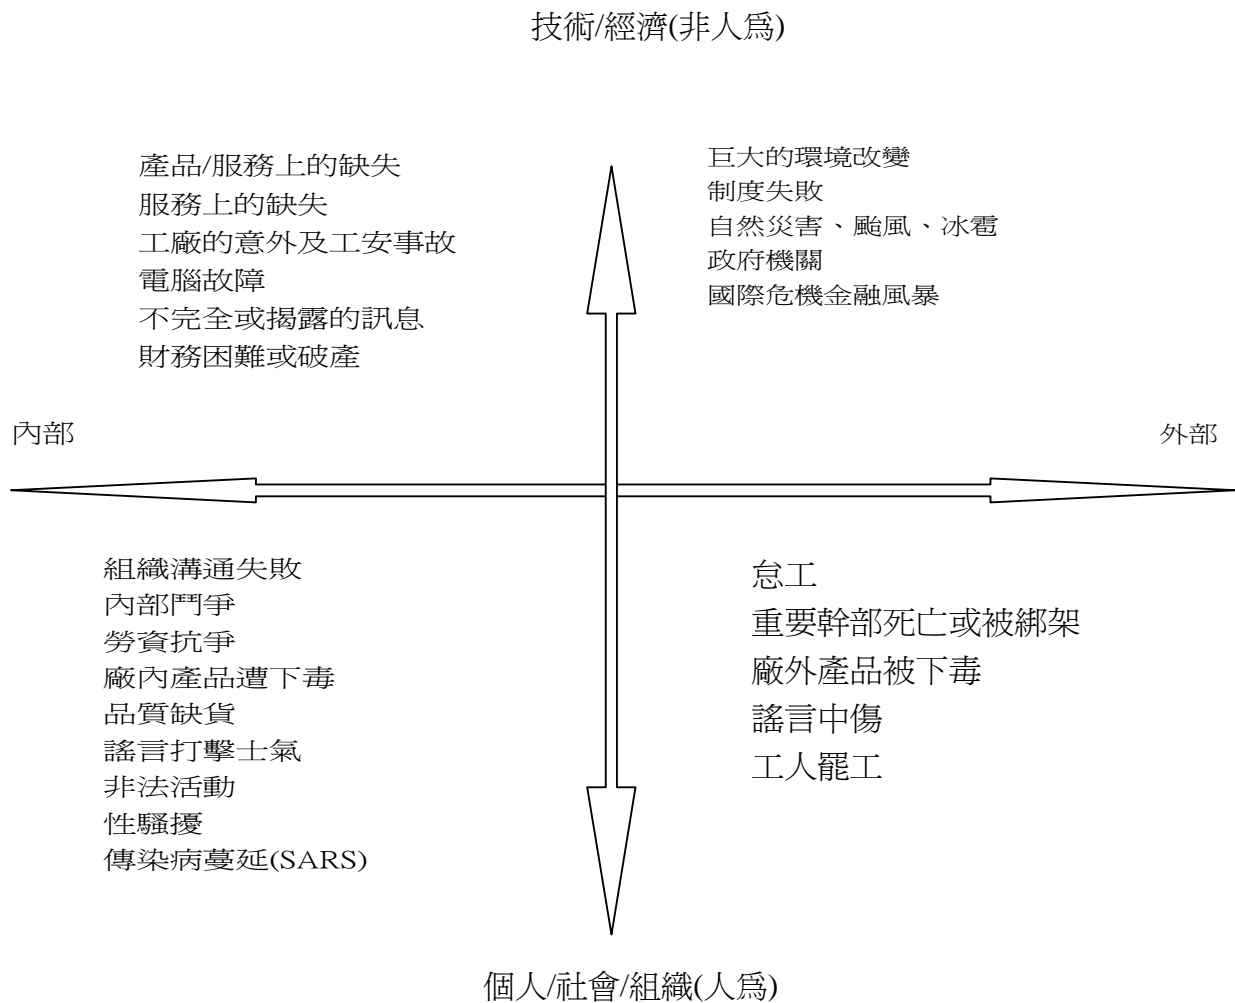 技術/經濟(非人為)
產品/服務上的缺失
服務上的缺失
工廠的意外及工安事故
電腦故障
不完全或揭露的訊息
財務困難或破產
巨大的環境改變
制度失敗
自然災害、颱風、冰雹
政府機關
國際危機金融風暴
內部
外部
組織溝通失敗
內部鬥爭
勞資抗爭
廠內產品遭下毒
品質缺貨
謠言打擊士氣
非法活動
性騷擾
傳染病蔓延(SARS)
怠工
重要幹部死亡或被綁架
廠外產品被下毒
謠言中傷
工人罷工
個人/社會/組織(人為)